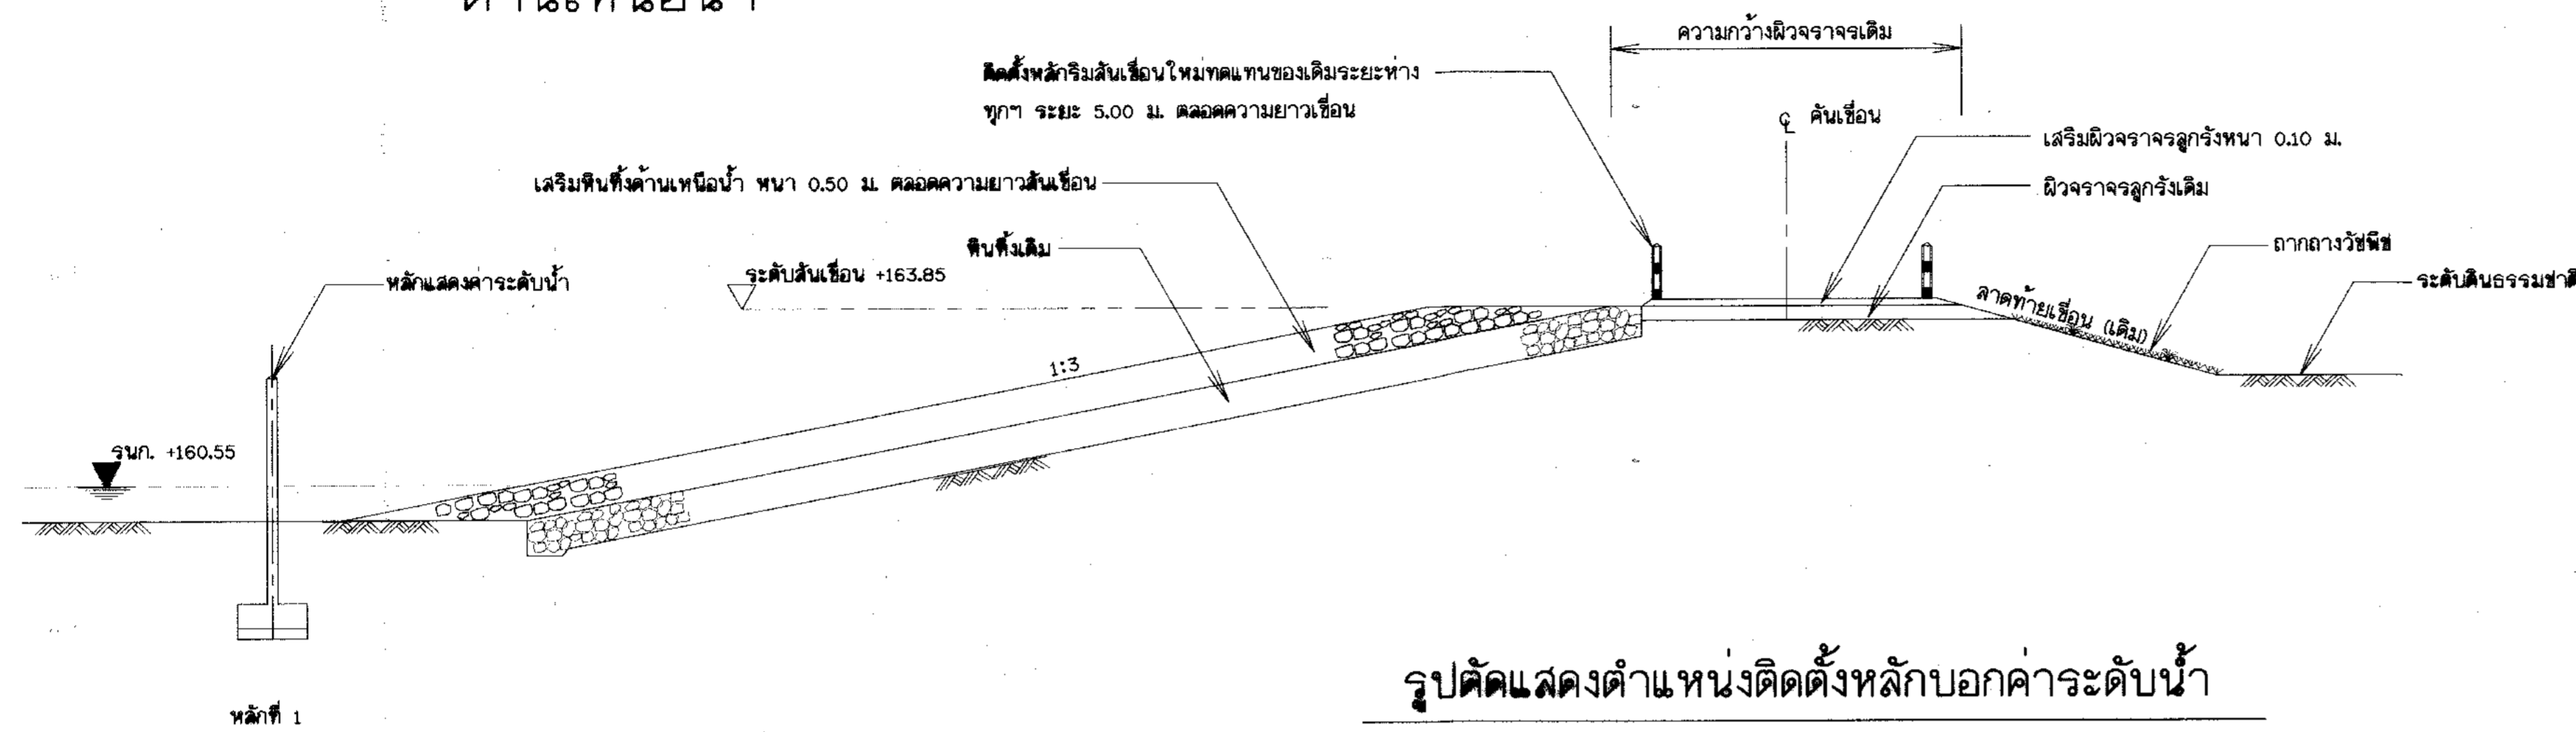 ความกว้างผิวจราจรเดิม
ติดตั้งหลักริมสันเขื่อนใหม่ทดแทนของเดิมระยะห่าง
ทุกๆ ระยะ 5.00 ม. ตลอดความยาวเขื่อน
℄ คันเขื่อน
เสริมผิวจราจรลูกรังหนา 0.10 ม.
เสริมหินทิ้งด้านเหนือน้ำ หนา 0.50 ม. ตลอดความยาวสันเขื่อน
ผิวจราจรลูกรังเดิม
หินทิ้งเดิม
ถากถางวัชพืช
หลักแสดงค่าระดับน้ำ
ระดับสันเขื่อน +163.85
ระดับดินธรรมชาติ
ลาดท้ายเขื่อน (เดิม)
1:3
รนก. +160.55
รูปตัดแสดงตำแหน่งติดตั้งหลักบอกค่าระดับน้ำ
หลักที่ 1